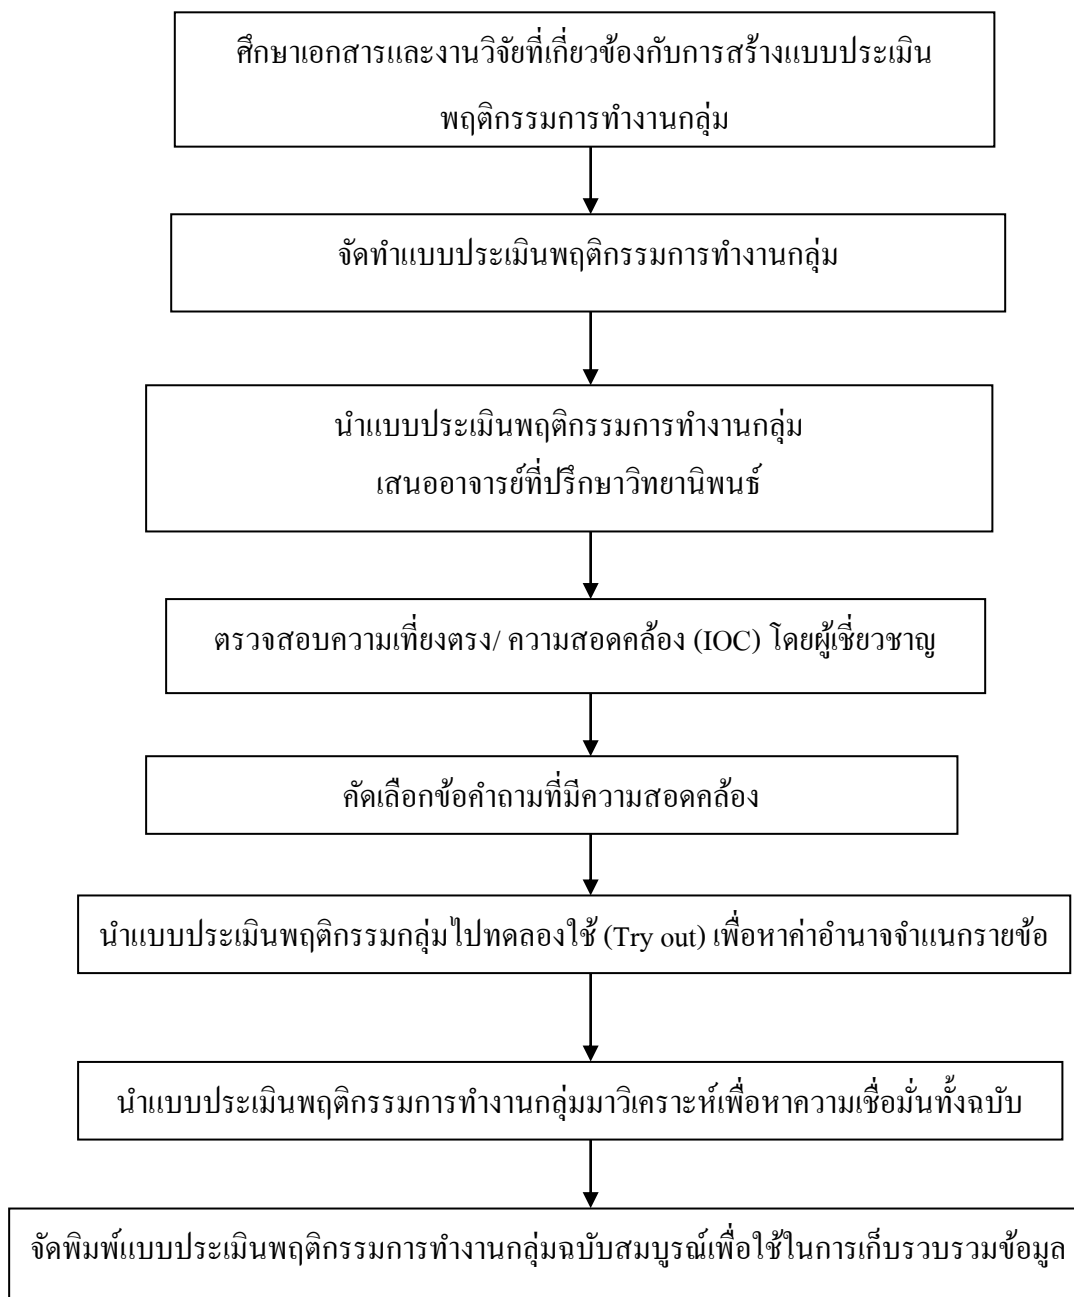 ศึกษาเอกสารและงานวิจัยที่เกี่ยวข้องกับการสร้างแบบประเมิน
พฤติกรรมการทำงานกลุ่ม
จัดทำแบบประเมินพฤติกรรมการทำงานกลุ่ม
นำแบบประเมินพฤติกรรมการทำงานกลุ่ม
เสนออาจารย์ที่ปรึกษาวิทยานิพนธ์
ตรวจสอบความเที่ยงตรง/ ความสอดคล้อง (IOC) โดยผู้เชี่ยวชาญ
คัดเลือกข้อคำถามที่มีความสอดคล้อง
นำแบบประเมินพฤติกรรมกลุ่มไปทดลองใช้ (Try out) เพื่อหาค่าอำนาจจำแนกรายข้อ
นำแบบประเมินพฤติกรรมการทำงานกลุ่มมาวิเคราะห์เพื่อหาความเชื่อมั่นทั้งฉบับ
จัดพิมพ์แบบประเมินพฤติกรรมการทำงานกลุ่มฉบับสมบูรณ์เพื่อใช้ในการเก็บรวบรวมข้อมูล